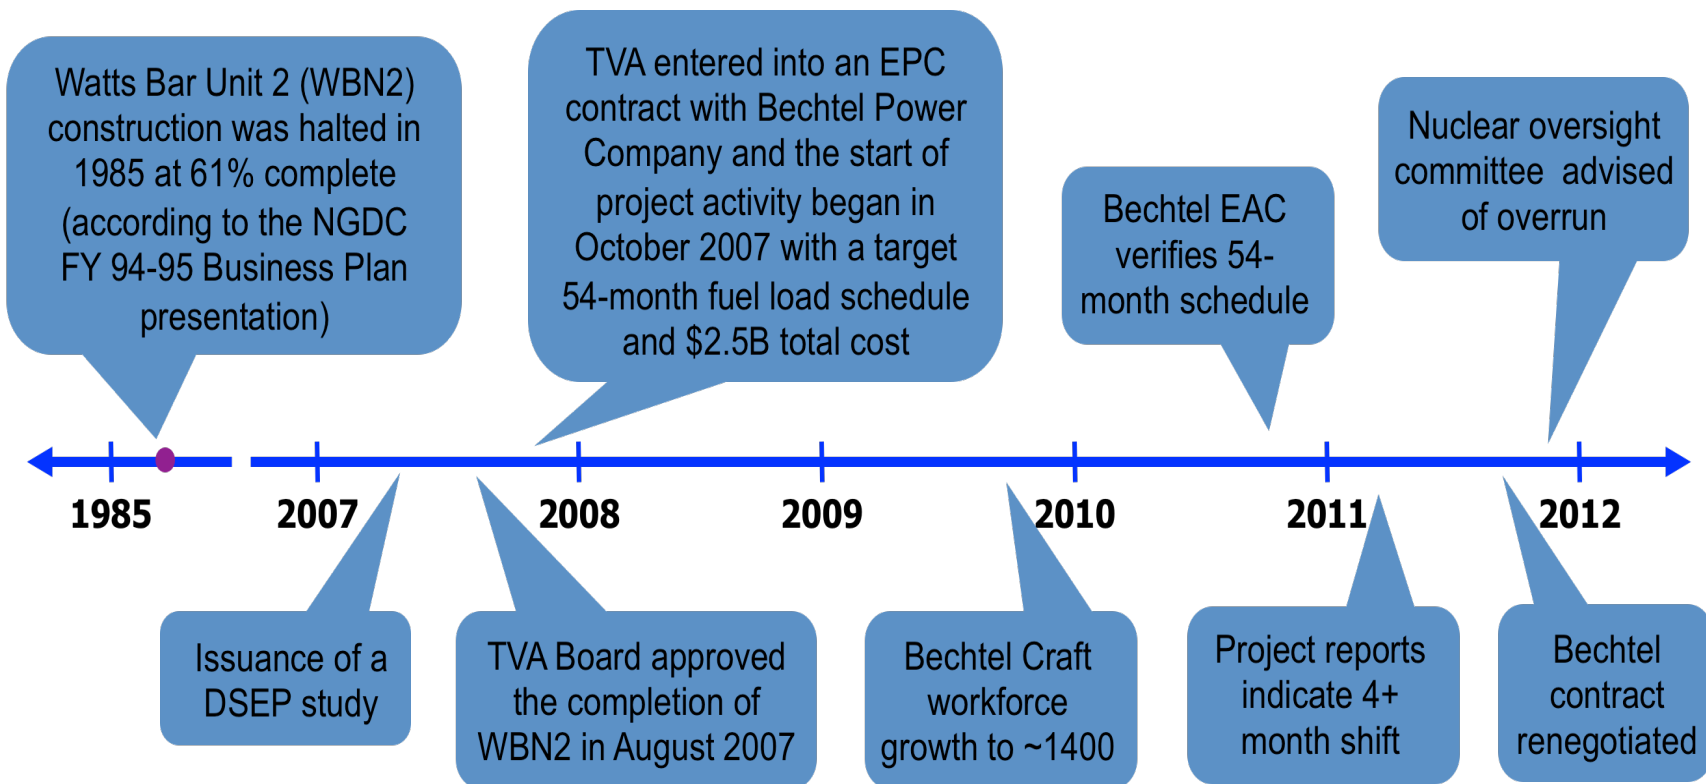 Watts Bar Unit 2 (WBN2)
construction was halted in
1985 at 61% complete
(according to the NGDC
FY 94-95 Business Plan
presentation)
TVA entered into an EPC
contract with Bechtel Power
Company and the start of
project activity began in
October 2007 with a target
54-month fuel load schedule
and $2.5B total cost
Bechtel EAC
verifies 54-
month schedule
Nuclear oversight
committee advised
of overrun
1985
2007
2008
2009
2010
2011
2012
Issuance of a
DSEP study
TVA Board approved
the completion of
WBN2 in August 2007
Bechtel Craft
workforce
growth to ~1400
Project reports
indicate 4+
month shift
Bechtel
contract
renegotiated